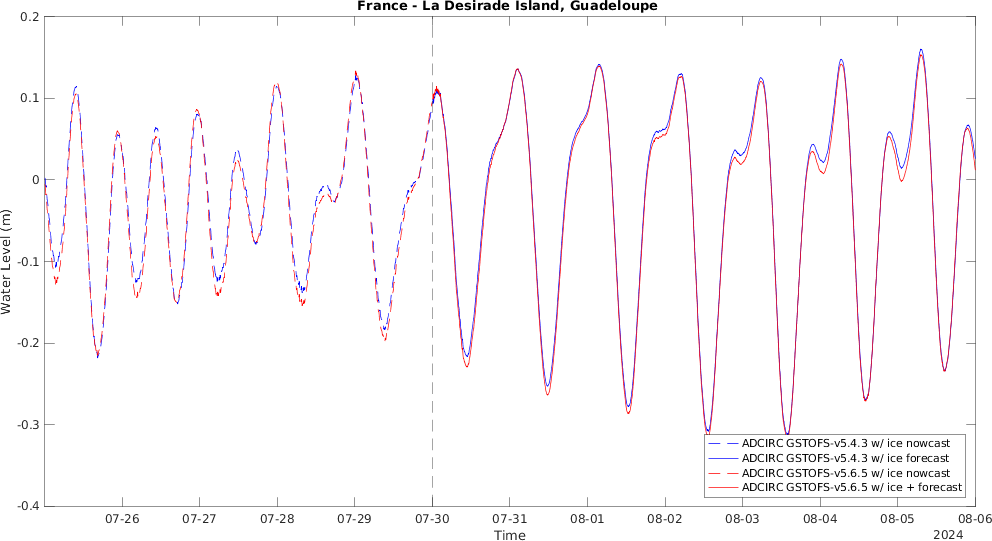 France - La Desirade Island, Guadeloupe
0.2
0.1
0
-0.1
-0.2
-0.3
-0.4
Water Level (m)
ADCIRC GSTOFS-v5.4.3 w/ ice nowcast
ADCIRC GSTOFS-v5.4.3 w/ ice forecast
ADCIRC GSTOFS-v5.6.5 w/ ice nowcast
ADCIRC GSTOFS-v5.6.5 w/ ice + forecast
07-26 07-27 07-28 07-29 07-30 07-31 08-01 08-02 08-03 08-04 08-05 08-06
Time
2024